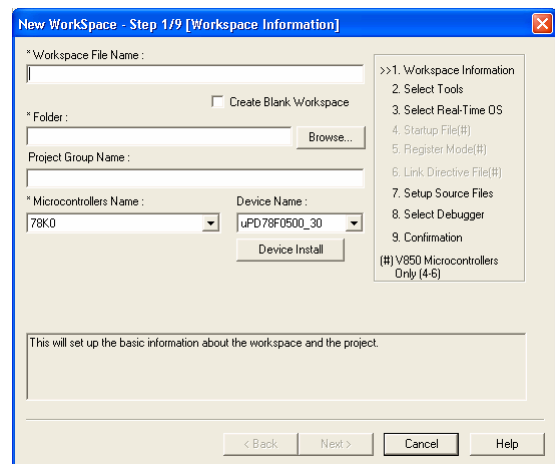 New WorkSpace - Step 1/9 [Workspace Information]
* Workspace File Name :
Create Blank Workspace
* Folder :
Browse...
Project Group Name :
* Microcontrollers Name :
Device Name :
78K0
uPD78F0500_30
Device Install
>>1. Workspace Information
2. Select Tools
3. Select Real-Time OS
4. Startup File(#)
5. Register Mode(#)
6. Link Directive File(#)
7. Setup Source Files
8. Select Debugger
9. Confirmation
(#) V850 Microcontrollers
Only (4-6)
This will set up the basic information about the workspace and the project.
< Back
Next >
Cancel
Help